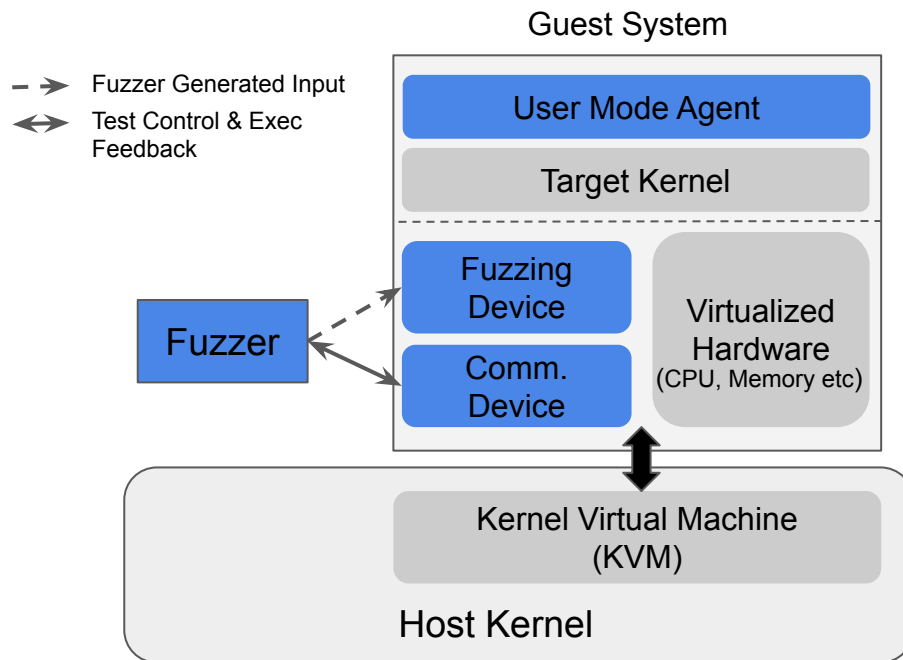 Guest System
Fuzzer Generated Input
Test Control & Exec
Feedback
User Mode Agent
Target Kernel
Fuzzing
Device
Virtualized
Hardware
(CPU, Memory etc)
Fuzzer
Comm.
Device
Kernel Virtual Machine
(KVM)
Host Kernel